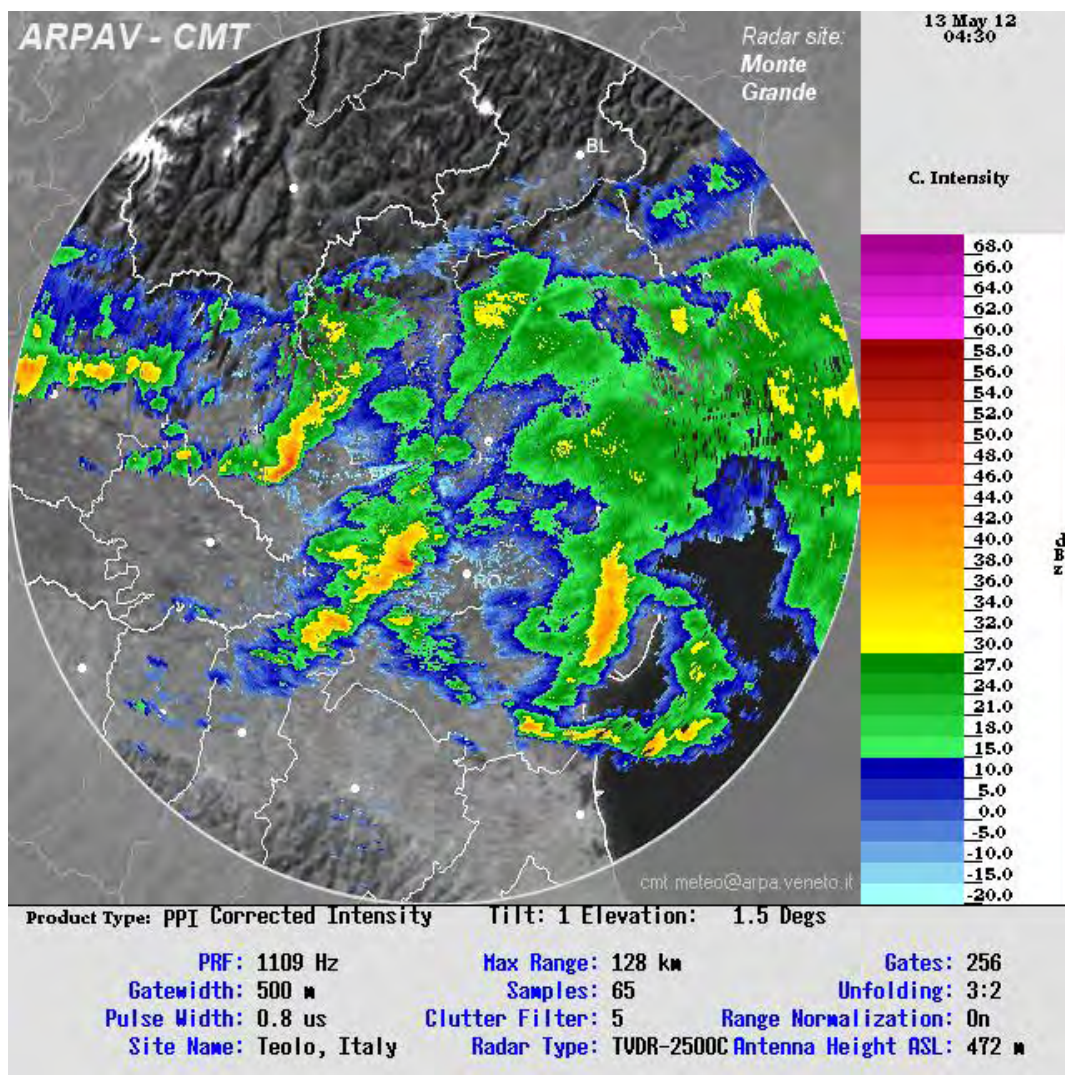 ARPAV - CMT
Radar site:
Monte
Grande
13 May 12
04:30
BL
C. Intensity
68.0
66.0
64.0
62.0
60.0
58.0
56.0
54.0
52.0
50.0
48.0
46.0
44.0
42.0
40.0
38.0
36.0
34.0
32.0
30.0
27.0
24.0
21.0
18.0
15.0
10.0
5.0
0.0
-5.0
-10.0
-15.0
-20.0
dBz
RO
cmt.meteo@arpa.veneto.it
Product Type: PPI Corrected Intensity Tilt: 1 Elevation: 1.5 Degs
PRF: 1109 Hz Max Range: 128 km Gates: 256
Gatewidth: 500 m Samples: 65 Unfolding: 3:2
Pulse Width: 0.8 us Clutter Filter: 5 Range Normalization: On
Site Name: Teolo, Italy Radar Type: TVDR-2500C Antenna Height ASL: 472 m